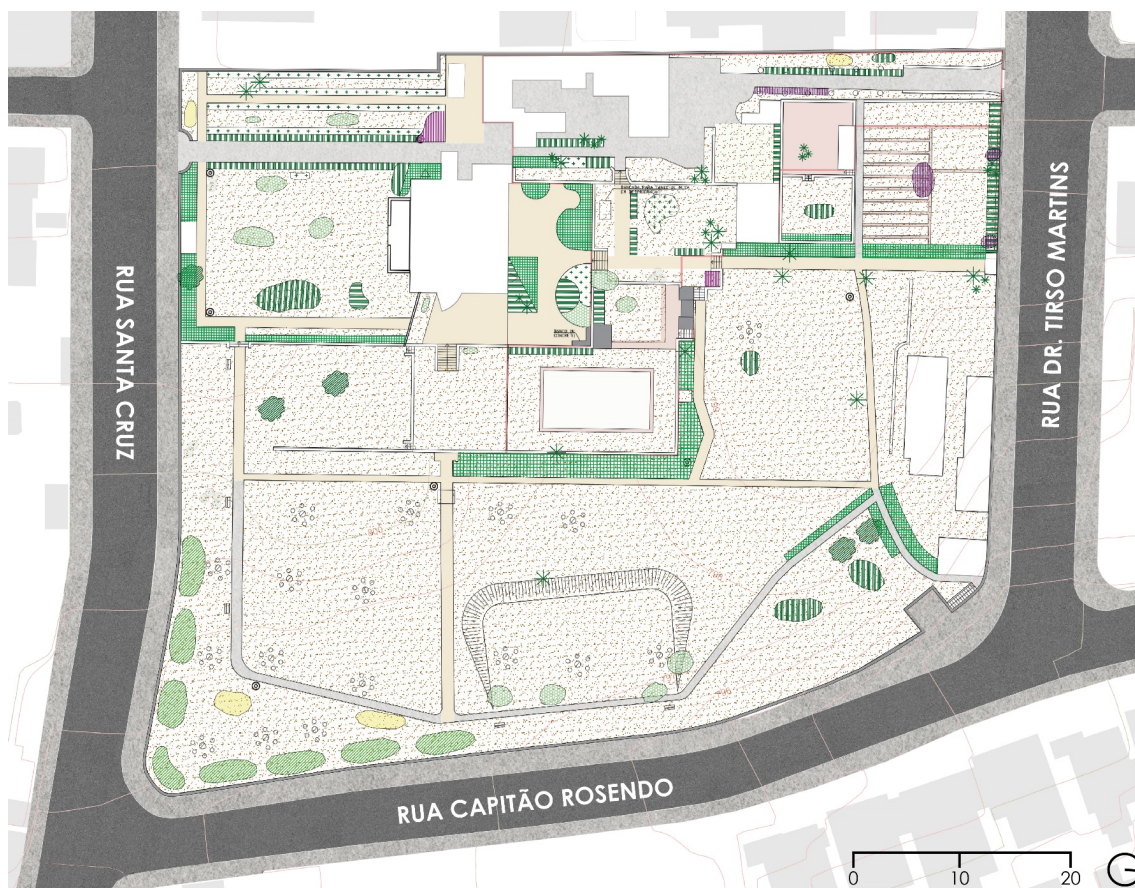 RUA SANTA CRUZ
RUA DR. TIRSO MARTINS
RUA CAPITÃO ROSENDO
0 10 20